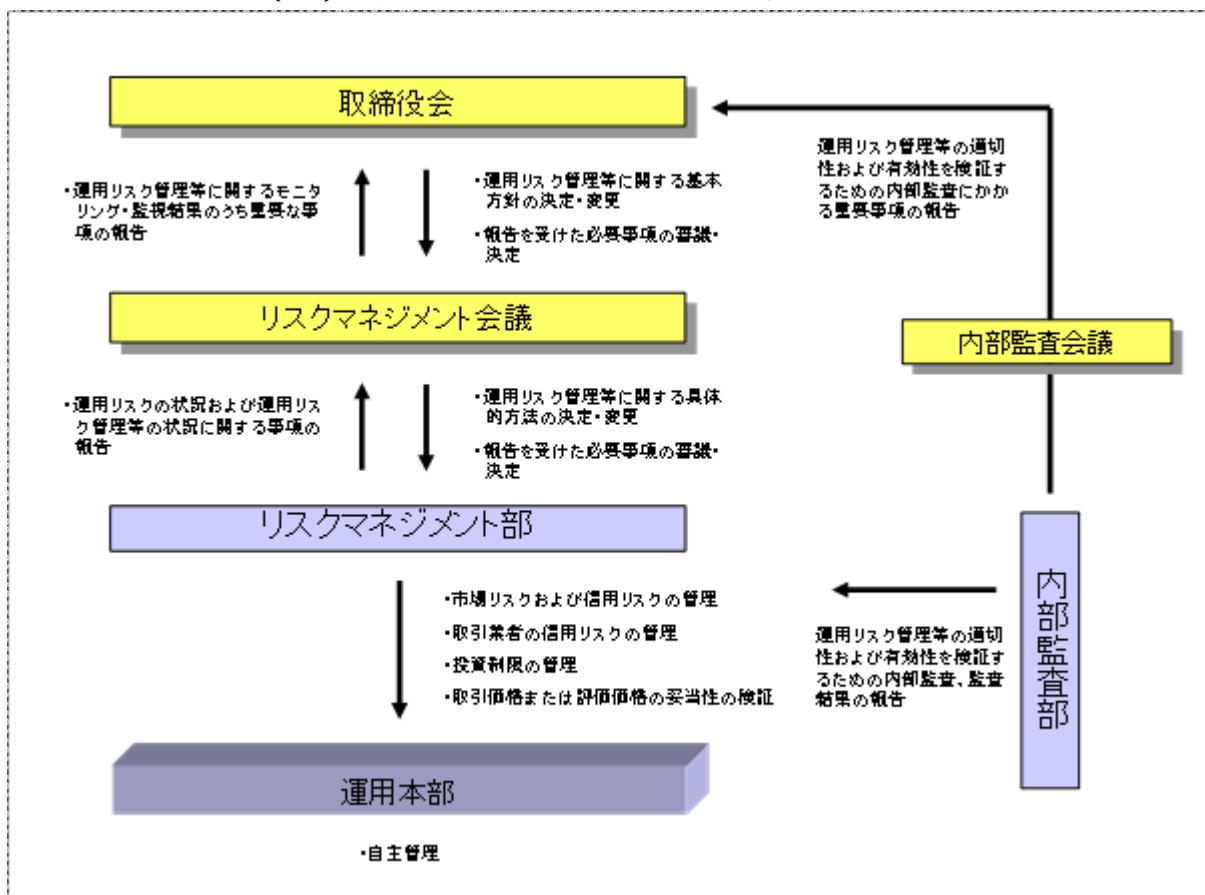 取締役会
・運用リスク管理等に関するモニ
タリング・監視結果のうち重要な事
項の報告
・運用リスク管理等に関する基本
方針の決定・変更
・報告を受けた必要事項の審議・
決定
運用リスク管理等の適切
性および有効性を検証す
るための内部監査にかか
る重要事項の報告
リスクマネジメント会議
内部監査会議
・運用リスクの状況および運用リス
ク管理等の状況に関する事項の
報告
・運用リスク管理等に関する具体
的方法の決定・変更
・報告を受けた必要事項の審議・
決定
リスクマネジメント部
・市場リスクおよび信用リスクの管理
・取引業者の信用リスクの管理
・投資制限の管理
・取引価格または評価価格の妥当性の検証
運用リスク管理等の適切
性および有効性を検証す
るための内部監査、監査
結果の報告
内部監査部
運用本部
・自主管理